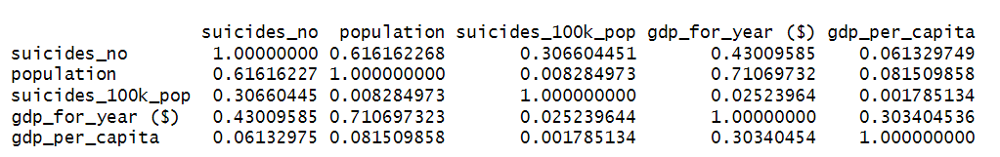 suicides_no population suicides_100k_pop gdp_for_year ($) gdp_per_capita
suicides_no 1.00000000 0.616162268 0.306604451 0.43009585 0.061329749
population 0.61616227 1.000000000 0.008284973 0.71069732 0.081509858
suicides_100k_pop 0.30660445 0.008284973 1.000000000 0.02523964 0.001785134
gdp_for_year ($) 0.43009585 0.710697323 0.025239644 1.00000000 0.303404536
gdp_per_capita 0.06132975 0.081509858 0.001785134 0.30340454 1.000000000